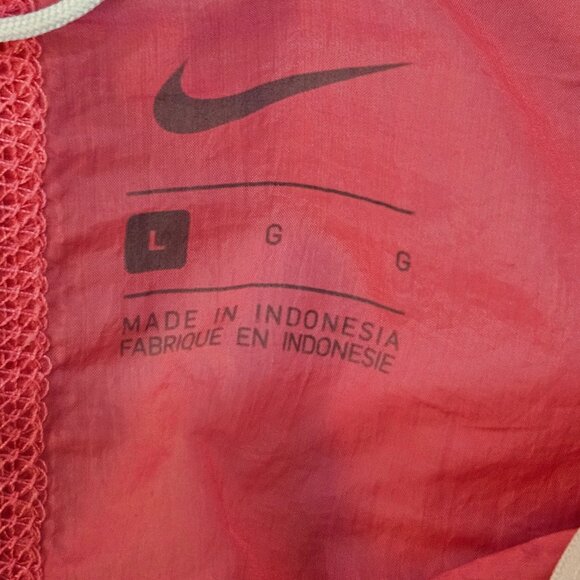 L G G
MADE IN INDONESIA
FABRIQUE EN INDONESIE